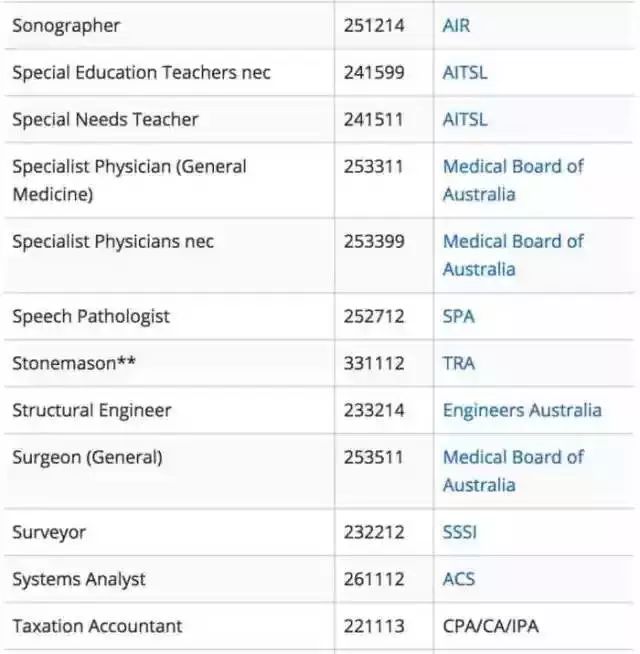 Sonographer 251214 AIR
Special Education Teachers nec 241599 AITSL
Special Needs Teacher 241511 AITSL
Specialist Physician (General 253311 Medical Board of
Medicine) Australia
Specialist Physicians nec 253399 Medical Board of
Australia
Speech Pathologist 252712 SPA
Stonemason** 331112 TRA
Structural Engineer 233214 Engineers Australia
Surgeon (General) 253511 Medical Board of
Australia
Surveyor 232212 SSSI
Systems Analyst 261112 ACS
Taxation Accountant 221113 CPA/CA/IPA